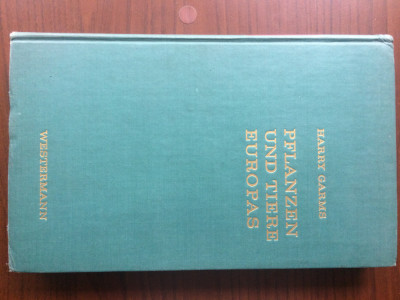 HARRY GARMS
PFLANZEN
UND TIERE
EUROPAS
WESTERMANN